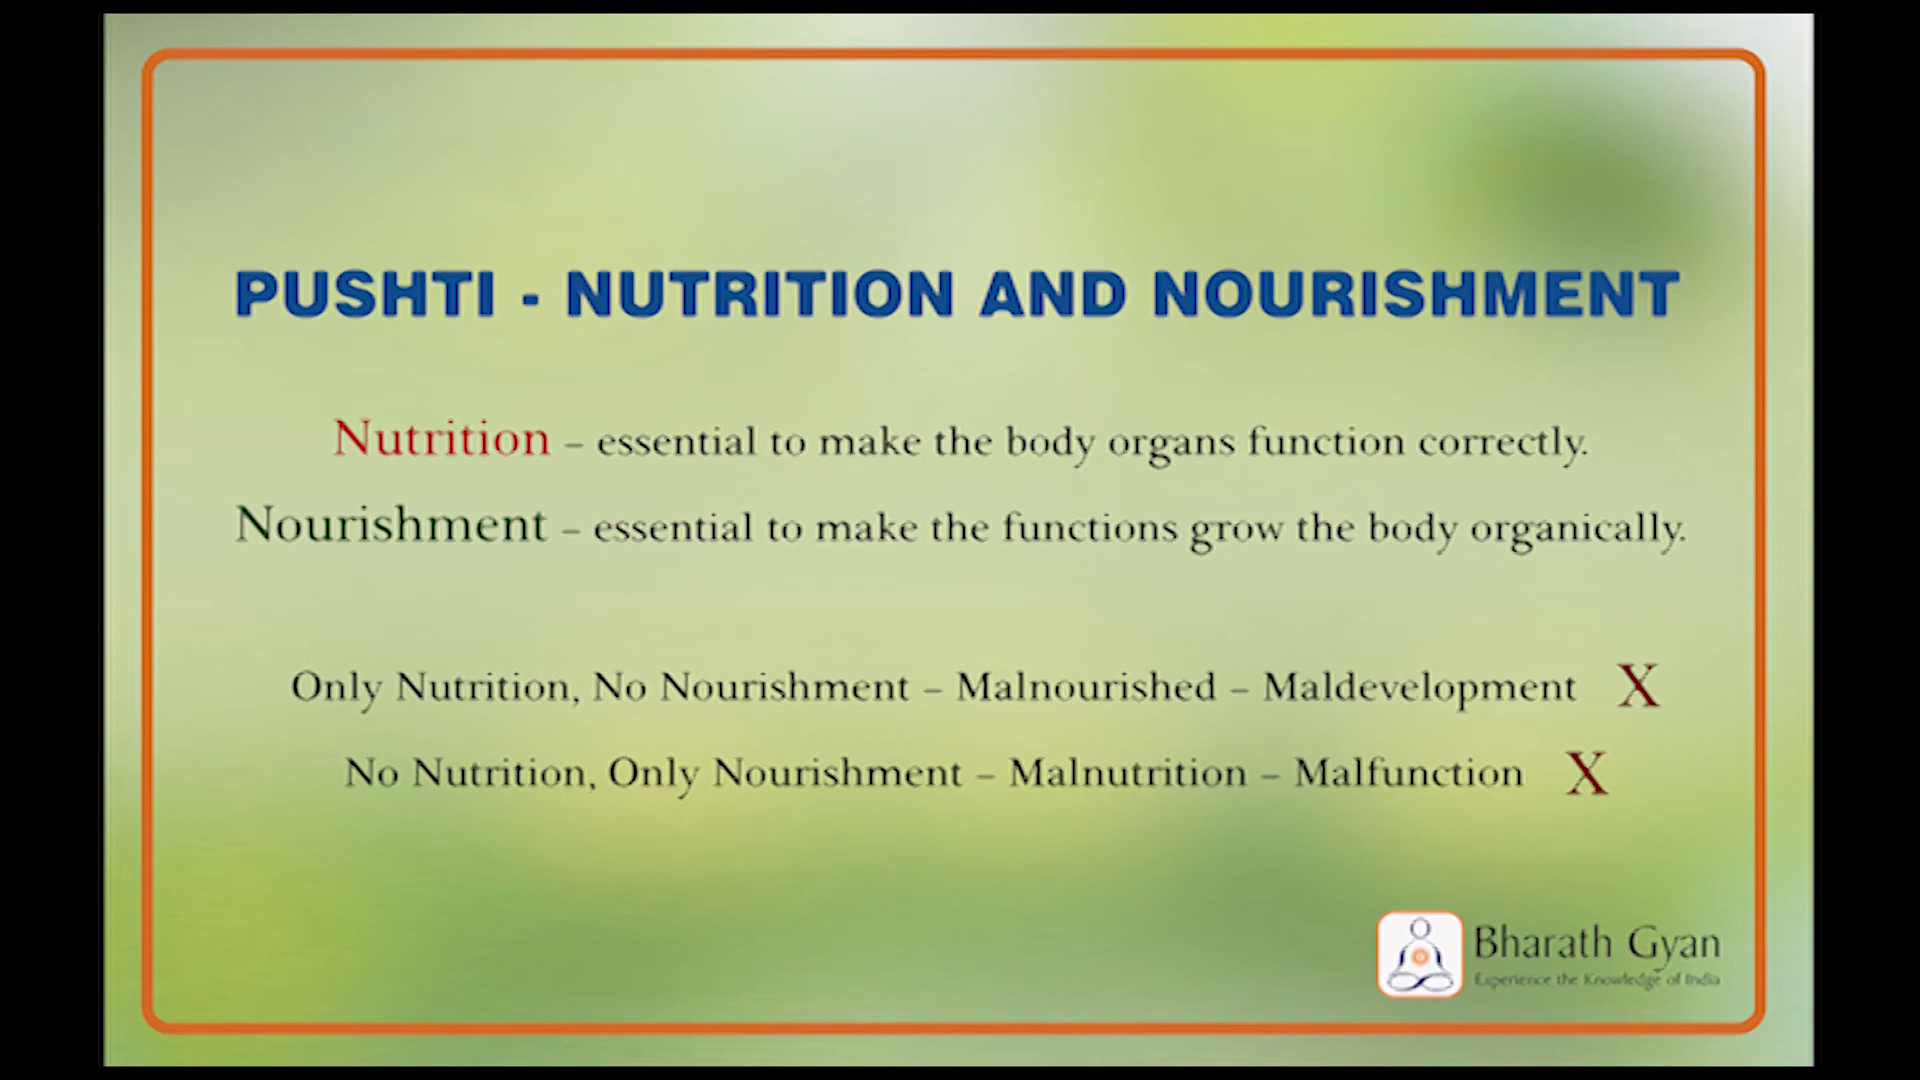 PUSHTI - NUTRITION AND NOURISHMENT
Nutrition – essential to make the body organs function correctly.
Nourishment – essential to make the functions grow the body organically.
Only Nutrition, No Nourishment – Malnourished – Maldevelopment X
No Nutrition, Only Nourishment – Malnutrition – Malfunction X
Bharath Gyan
Experience the Knowledge of India